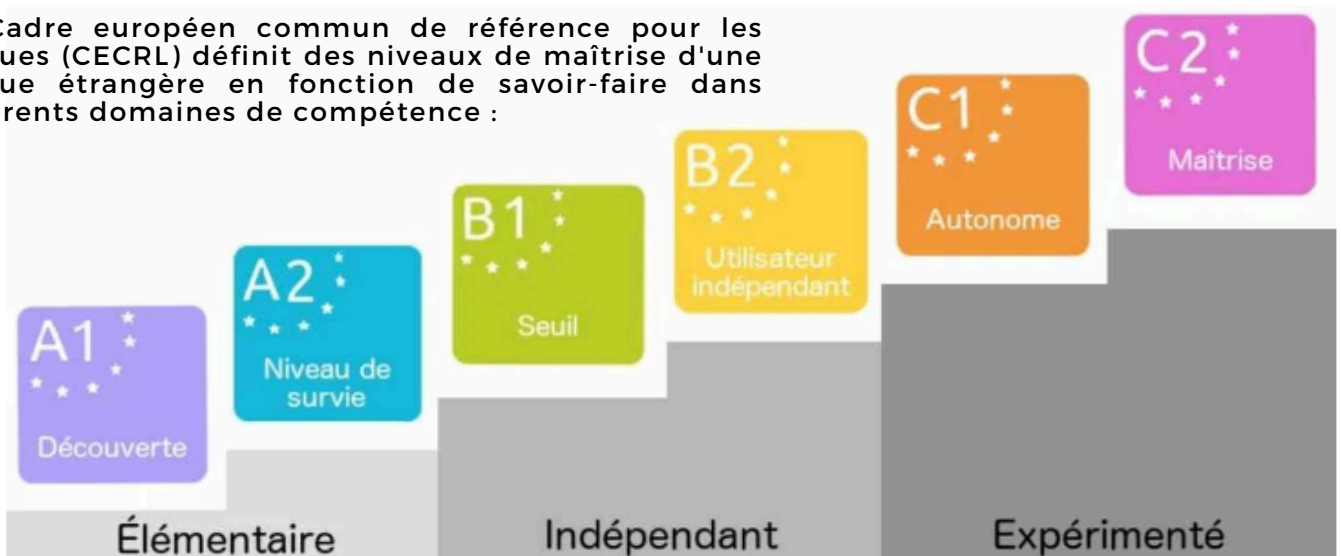 Cadre européen commun de référence pour les
ues (CECRL) définit des niveaux de maîtrise d'une
ue étrangère en fonction de savoir-faire dans
rents domaines de compétence :
C2
Maîtrise
C1
Autonome
B2
Utilisateur
indépendant
B1
Seuil
A2
Niveau de
survie
A1
Découverte
Élémentaire
Indépendant
Expérimenté